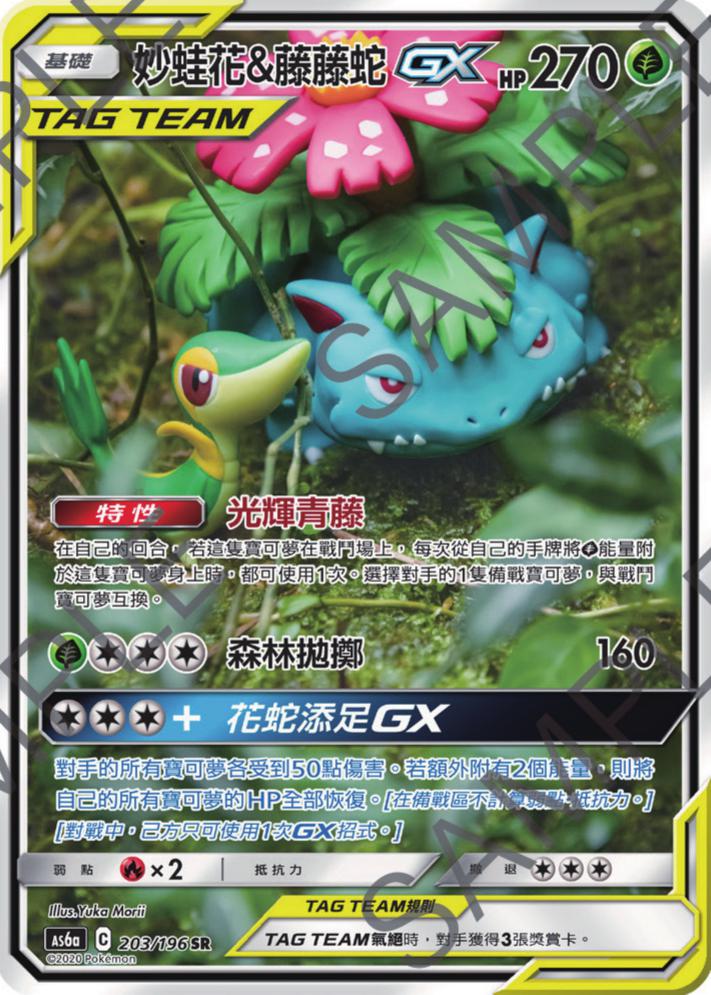 基礎
妙蛙花&藤藤蛇GX HP270
TAG TEAM
特性 光輝青藤
在自己的回合，若這隻寶可夢在戰鬥場上，每次從自己的手牌將能量附
於這隻寶可夢身上時，都可使用1次。選擇對手的1隻備戰寶可夢，與戰鬥
寶可夢互換。
森林拋擲 160
+ 花蛇添足GX
對手的所有寶可夢各受到50點傷害。若額外附有2個能量，則將
自己的所有寶可夢的HP全部恢復。[在備戰區不計算弱點、抵抗力。]
[對戰中，己方只可使用1次GX招式。]
弱點 ×2 抵抗力 撤退
Illus.Yuka Morii
TAG TEAM規則
AS6a C 203/196 SR
TAG TEAM氣絕時，對手獲得3張獎賞卡。
©2020 Pokémon
SAMPLE